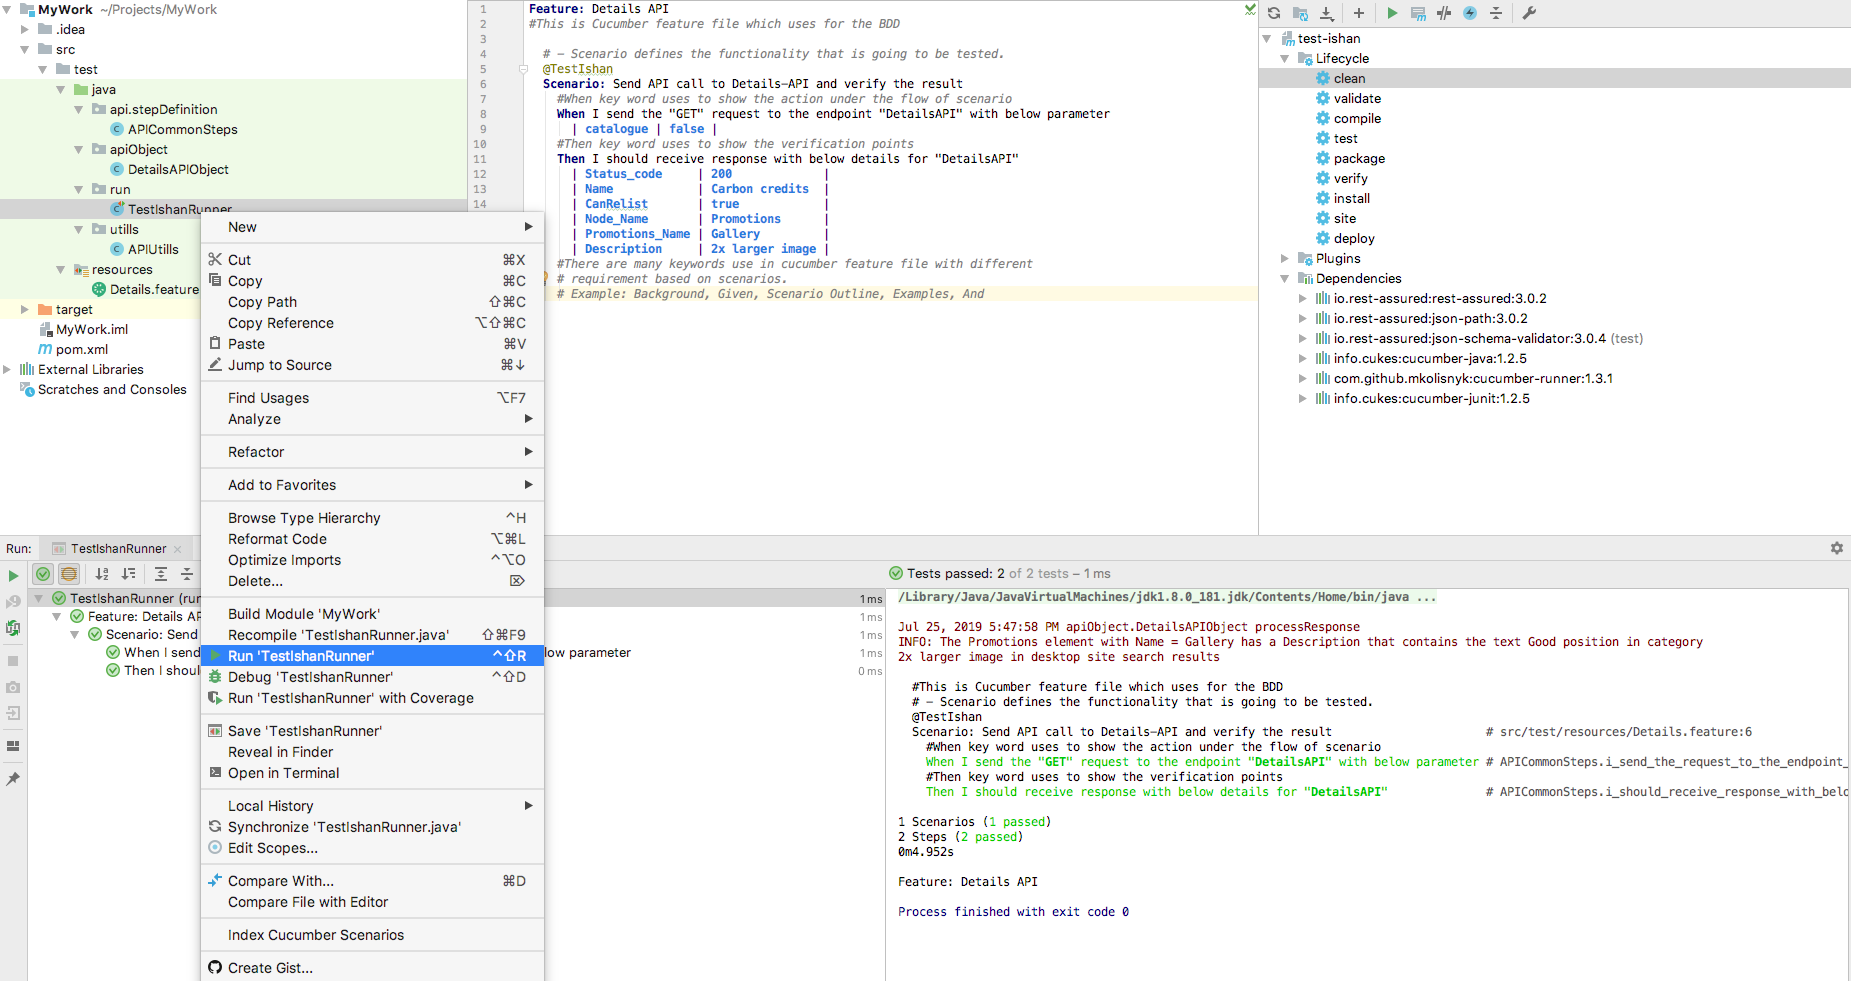 MyWork ~/Projects/MyWork
.idea
src
test
java
api.stepDefinition
APICommonSteps
apiObject
DetailsAPIObject
run
TestIshanRunner
utills
APIUtills
resources
Details.feature
target
MyWork.iml
pom.xml
External Libraries
Scratches and Consoles
1 Feature: Details API
2 #This is Cucumber feature file which uses for the BDD
3
4 # – Scenario defines the functionality that is going to be tested.
5 @TestIshan
6 Scenario: Send API call to Details–API and verify the result
7 #When key word uses to show the action under the flow of scenario
8 When I send the "GET" request to the endpoint "DetailsAPI" with below parameter
9 | catalogue | false |
10 #Then key word uses to show the verification points
11 Then I should receive response with below details for "DetailsAPI"
12 | Status_code | 200 |
13 | Name | Carbon credits |
14 | CanRelist | true |
| Node_Name | Promotions |
| Promotions_Name | Gallery |
| Description | 2x larger image |
#There are many keywords use in cucumber feature file with different
# requirement based on scenarios.
# Example: Background, Given, Scenario Outline, Examples, And
test-ishan
Lifecycle
clean
validate
compile
test
package
verify
install
site
deploy
Plugins
Dependencies
io.rest-assured:rest-assured:3.0.2
io.rest-assured:json-path:3.0.2
io.rest-assured:json-schema-validator:3.0.4 (test)
info.cukes:cucumber-java:1.2.5
com.github.mkolisnyk:cucumber-runner:1.3.1
info.cukes:cucumber-junit:1.2.5
New
Cut ⌘X
Copy ⌘C
Copy Path ⇧⌘C
Copy Reference ⌥⇧⌘C
Paste ⌘V
Jump to Source ⌘↓
Find Usages ⌥F7
Analyze
Refactor
Add to Favorites
Browse Type Hierarchy ^H
Reformat Code ⌥⌘L
Optimize Imports ^⌥O
Delete... ⌦
Build Module 'MyWork'
Recompile 'TestIshanRunner.java' ⇧⌘F9
Run 'TestIshanRunner' ^⇧R
Debug 'TestIshanRunner' ^⇧D
Run 'TestIshanRunner' with Coverage
Save 'TestIshanRunner'
Reveal in Finder
Open in Terminal
Local History
Synchronize 'TestIshanRunner.java'
Edit Scopes...
Compare With... ⌘D
Compare File with Editor
Index Cucumber Scenarios
Create Gist...
Run: TestIshanRunner
Tests passed: 2 of 2 tests – 1 ms
TestIshanRunner (run 1 ms
Feature: Details AP 1 ms
Scenario: Send 1 ms
When I send low parameter 1 ms
Then I shoul 0 ms
/Library/Java/JavaVirtualMachines/jdk1.8.0_181.jdk/Contents/Home/bin/java ...
Jul 25, 2019 5:47:58 PM apiObject.DetailsAPIObject processResponse
INFO: The Promotions element with Name = Gallery has a Description that contains the text Good position in category
2x larger image in desktop site search results
#This is Cucumber feature file which uses for the BDD
# – Scenario defines the functionality that is going to be tested.
@TestIshan
Scenario: Send API call to Details–API and verify the result # src/test/resources/Details.feature:6
#When key word uses to show the action under the flow of scenario
When I send the "GET" request to the endpoint "DetailsAPI" with below parameter # APICommonSteps.i_send_the_request_to_the_endpoint_
#Then key word uses to show the verification points
Then I should receive response with below details for "DetailsAPI" # APICommonSteps.i_should_receive_response_with_belo
1 Scenarios (1 passed)
2 Steps (2 passed)
0m4.952s
Feature: Details API
Process finished with exit code 0